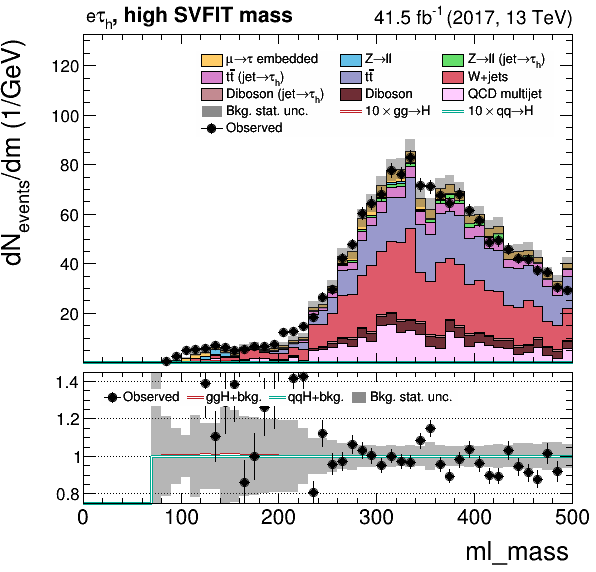 eτh, high SVFIT mass 41.5 fb-1 (2017, 13 TeV)
dNevents/dm (1/GeV)
120
100
80
60
40
20
μ→τ embedded Z→ll Z→ll (jet→τh)
tt̄ (jet→τh) tt̄ W+jets
Diboson (jet→τh) Diboson QCD multijet
Bkg. stat. unc. 10×gg→H 10×qq→H
Observed
1.4
1.2
1
0.8
Observed ggH+bkg. qqH+bkg. Bkg. stat. unc.
0 100 200 300 400 500
ml_mass